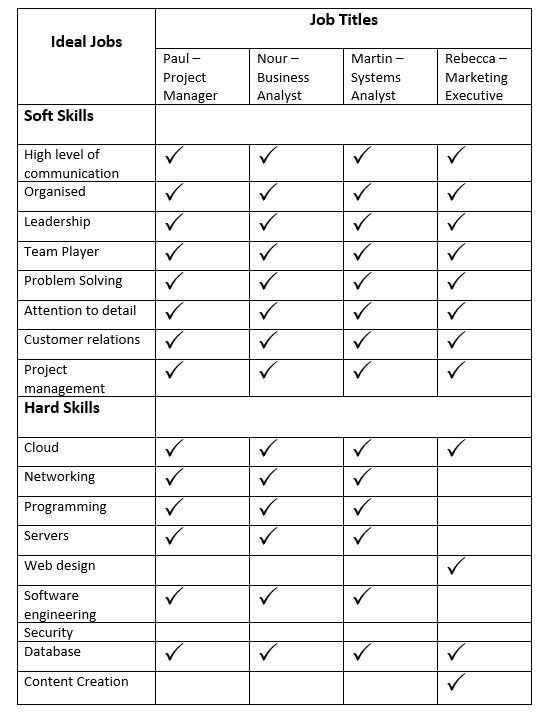 Ideal Jobs
Job Titles
Paul –
Project
Manager
Nour –
Business
Analyst
Martin –
Systems
Analyst
Rebecca –
Marketing
Executive
Soft Skills
High level of
communication
✓ ✓ ✓ ✓
Organised ✓ ✓ ✓ ✓
Leadership ✓ ✓ ✓ ✓
Team Player ✓ ✓ ✓ ✓
Problem Solving ✓ ✓ ✓ ✓
Attention to detail ✓ ✓ ✓ ✓
Customer relations ✓ ✓ ✓ ✓
Project
management
✓ ✓ ✓ ✓
Hard Skills
Cloud ✓ ✓ ✓ ✓
Networking ✓ ✓ ✓
Programming ✓ ✓ ✓
Servers ✓ ✓ ✓
Web design ✓
Software
engineering
✓ ✓ ✓
Security
Database ✓ ✓ ✓ ✓
Content Creation ✓